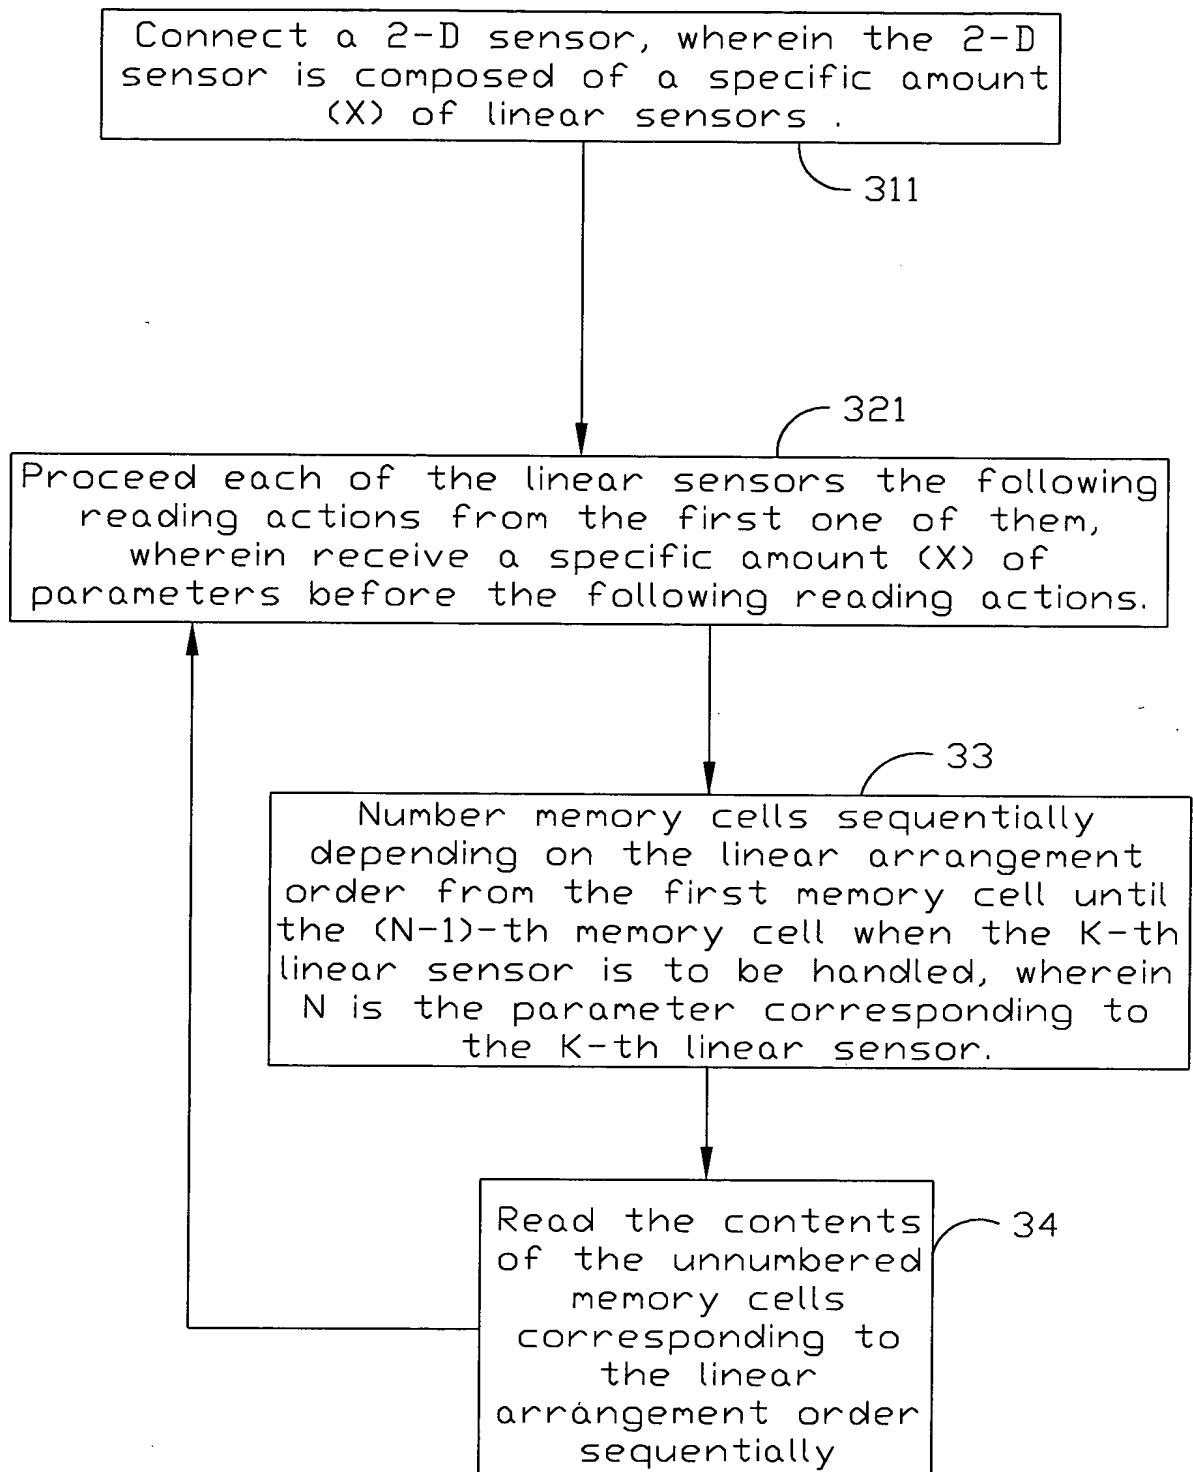 Connect a 2-D sensor, wherein the 2-D
sensor is composed of a specific amount
(X) of linear sensors .
311
321
Proceed each of the linear sensors the following
reading actions from the first one of them,
wherein receive a specific amount (X) of
parameters before the following reading actions.
33
Number memory cells sequentially
depending on the linear arrangement
order from the first memory cell until
the (N-1)-th memory cell when the K-th
linear sensor is to be handled, wherein
N is the parameter corresponding to
the K-th linear sensor.
34
Read the contents
of the unnumbered
memory cells
corresponding to
the linear
arrangement order
sequentially